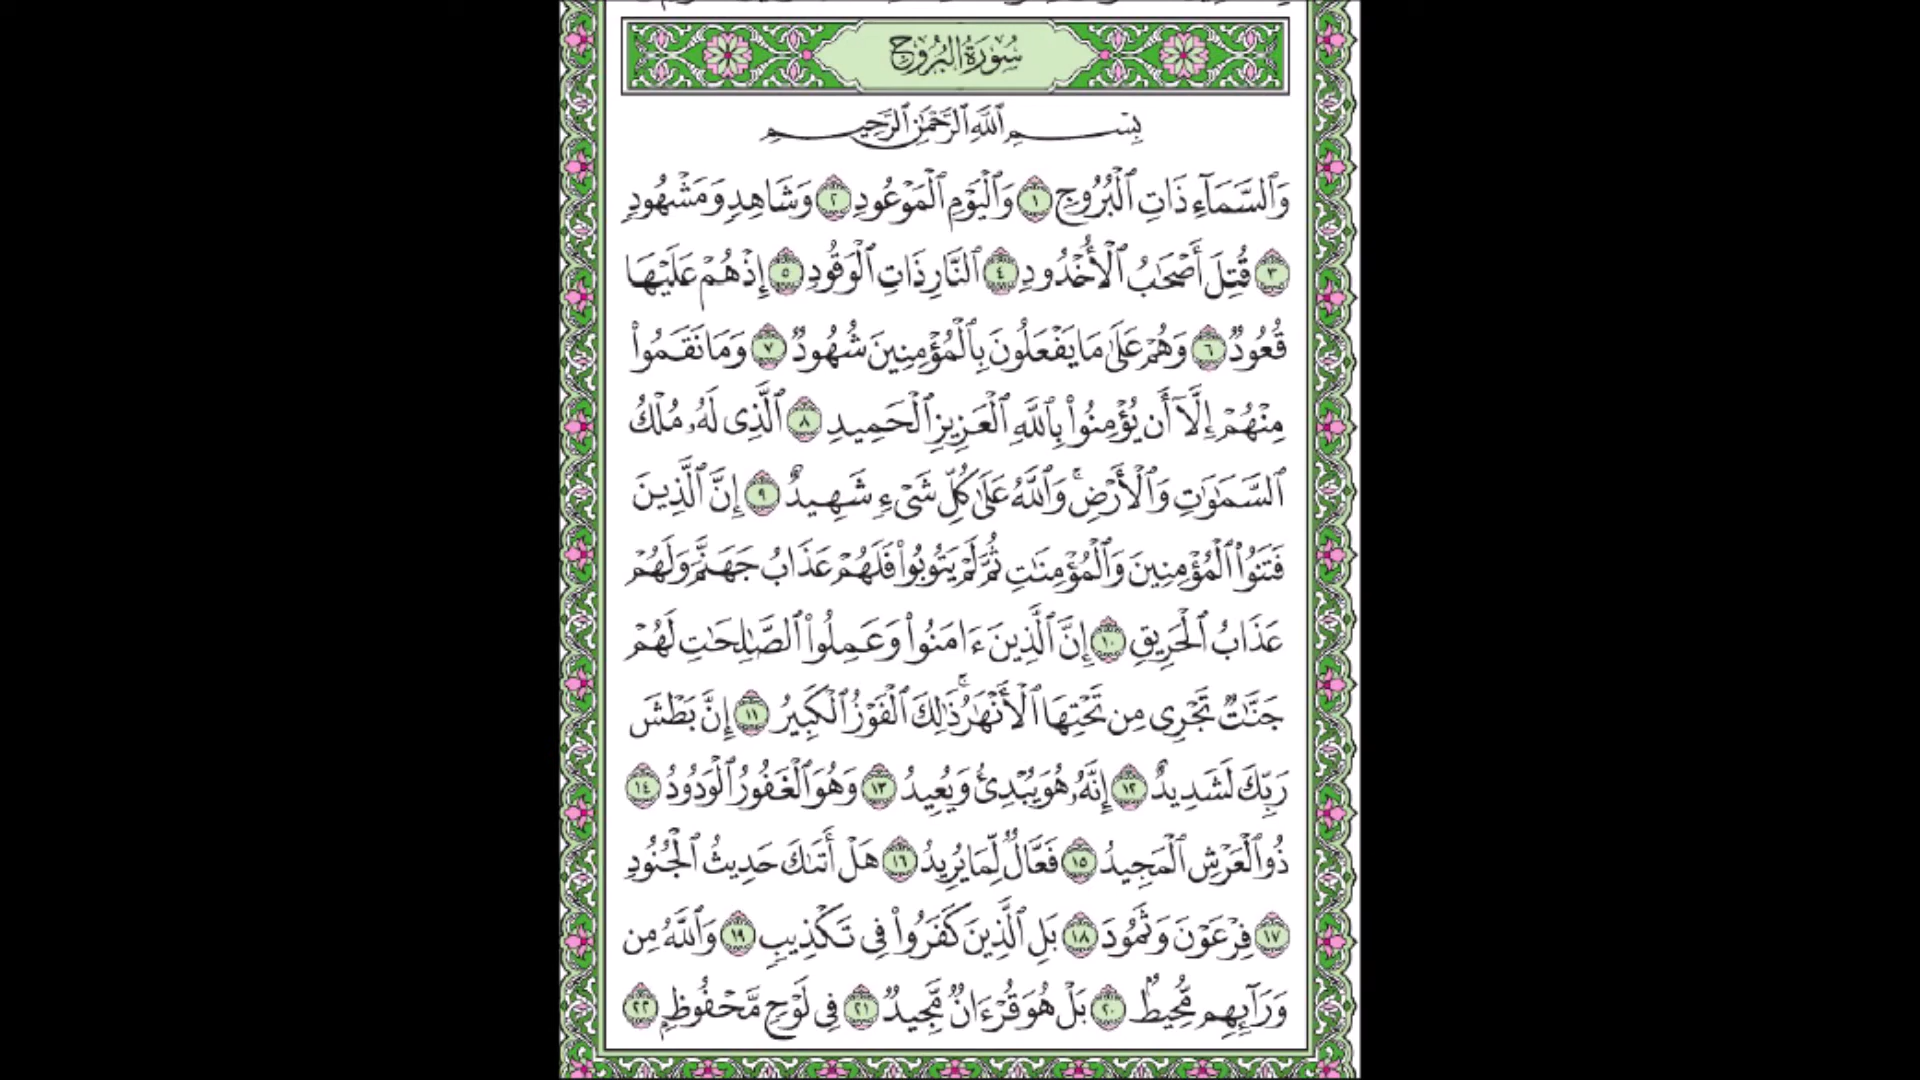 سُورَةُ البُرُوجِ
بِسْمِ ٱللَّهِ ٱلرَّحْمَٰنِ ٱلرَّحِيمِ
وَٱلسَّمَآءِ ذَاتِ ٱلْبُرُوجِ ١ وَٱلْيَوْمِ ٱلْمَوْعُودِ ٢ وَشَاهِدٍ وَمَشْهُودٍ
٣ قُتِلَ أَصْحَٰبُ ٱلْأُخْدُودِ ٤ ٱلنَّارِ ذَاتِ ٱلْوَقُودِ ٥ إِذْ هُمْ عَلَيْهَا
قُعُودٌ ٦ وَهُمْ عَلَىٰ مَا يَفْعَلُونَ بِٱلْمُؤْمِنِينَ شُهُودٌ ٧ وَمَا نَقَمُوا۟
مِنْهُمْ إِلَّآ أَن يُؤْمِنُوا۟ بِٱللَّهِ ٱلْعَزِيزِ ٱلْحَمِيدِ ٨ ٱلَّذِى لَهُۥ مُلْكُ
ٱلسَّمَٰوَٰتِ وَٱلْأَرْضِ ۚ وَٱللَّهُ عَلَىٰ كُلِّ شَىْءٍ شَهِيدٌ ٩ إِنَّ ٱلَّذِينَ
فَتَنُوا۟ ٱلْمُؤْمِنِينَ وَٱلْمُؤْمِنَٰتِ ثُمَّ لَمْ يَتُوبُوا۟ فَلَهُمْ عَذَابُ جَهَنَّمَ وَلَهُمْ
عَذَابُ ٱلْحَرِيقِ ١٠ إِنَّ ٱلَّذِينَ ءَامَنُوا۟ وَعَمِلُوا۟ ٱلصَّٰلِحَٰتِ لَهُمْ
جَنَّٰتٌ تَجْرِى مِن تَحْتِهَا ٱلْأَنْهَٰرُ ۚ ذَٰلِكَ ٱلْفَوْزُ ٱلْكَبِيرُ ١١ إِنَّ بَطْشَ
رَبِّكَ لَشَدِيدٌ ١٢ إِنَّهُۥ هُوَ يُبْدِئُ وَيُعِيدُ ١٣ وَهُوَ ٱلْغَفُورُ ٱلْوَدُودُ ١٤
ذُو ٱلْعَرْشِ ٱلْمَجِيدُ ١٥ فَعَّالٌ لِّمَا يُرِيدُ ١٦ هَلْ أَتَىٰكَ حَدِيثُ ٱلْجُنُودِ
١٧ فِرْعَوْنَ وَثَمُودَ ١٨ بَلِ ٱلَّذِينَ كَفَرُوا۟ فِى تَكْذِيبٍ ١٩ وَٱللَّهُ مِن
وَرَآئِهِم مُّحِيطٌ ٢٠ بَلْ هُوَ قُرْءَانٌ مَّجِيدٌ ٢١ فِى لَوْحٍ مَّحْفُوظٍ ٢٢